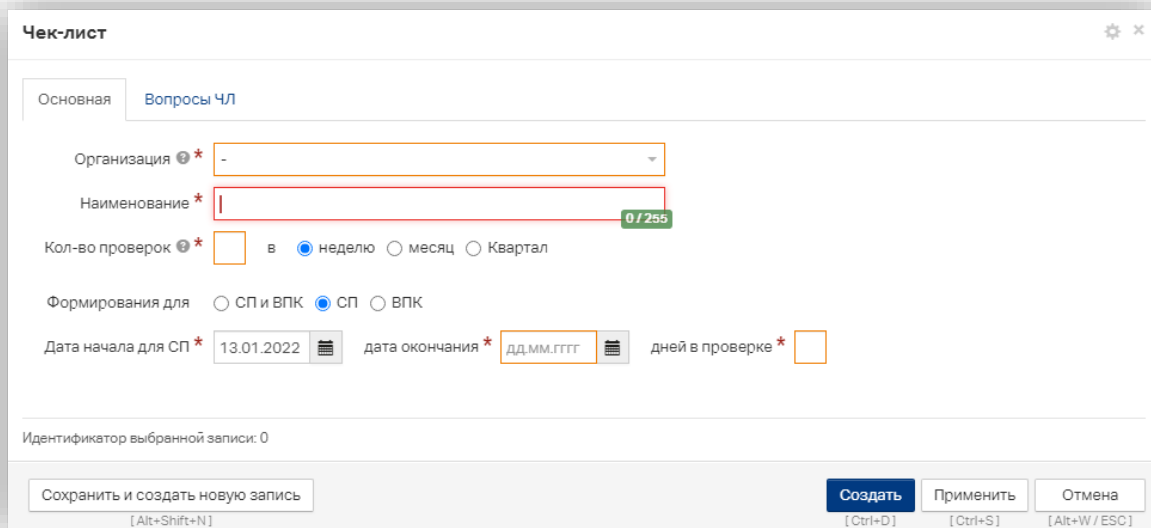 Чек-лист
Основная Вопросы ЧЛ
Организация * -
Наименование *
0 / 255
Кол-во проверок * в неделю месяц Квартал
Формирования для СП и ВПК СП ВПК
Дата начала для СП * 13.01.2022 дата окончания * дд.мм.гггг дней в проверке *
Идентификатор выбранной записи: 0
Сохранить и создать новую запись Создать Применить Отмена
[Alt+Shift+N] [Ctrl+D] [Ctrl+S] [Alt+W / ESC]